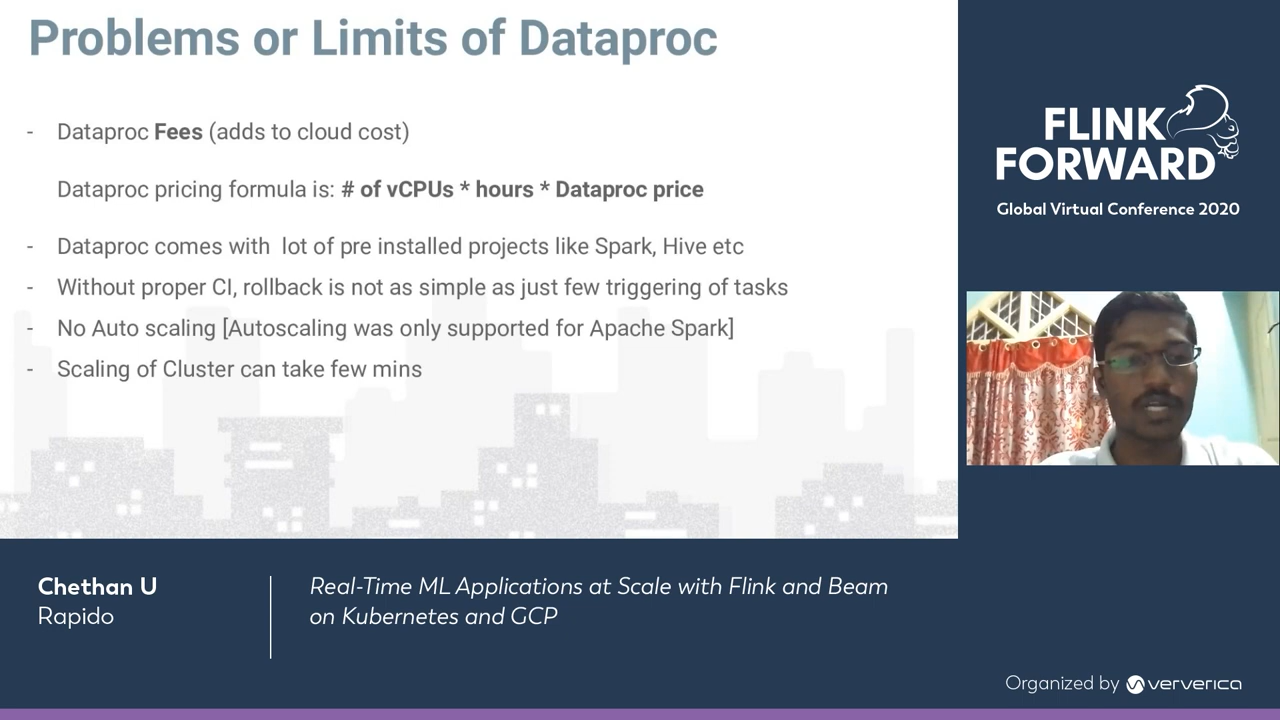 Problems or Limits of Dataproc
- Dataproc Fees (adds to cloud cost)
Dataproc pricing formula is: # of vCPUs * hours * Dataproc price
- Dataproc comes with lot of pre installed projects like Spark, Hive etc
- Without proper CI, rollback is not as simple as just few triggering of tasks
- No Auto scaling [Autoscaling was only supported for Apache Spark]
- Scaling of Cluster can take few mins
FLINK
FORWARD
Global Virtual Conference 2020
Chethan U
Rapido
Real-Time ML Applications at Scale with Flink and Beam
on Kubernetes and GCP
Organized by ververica